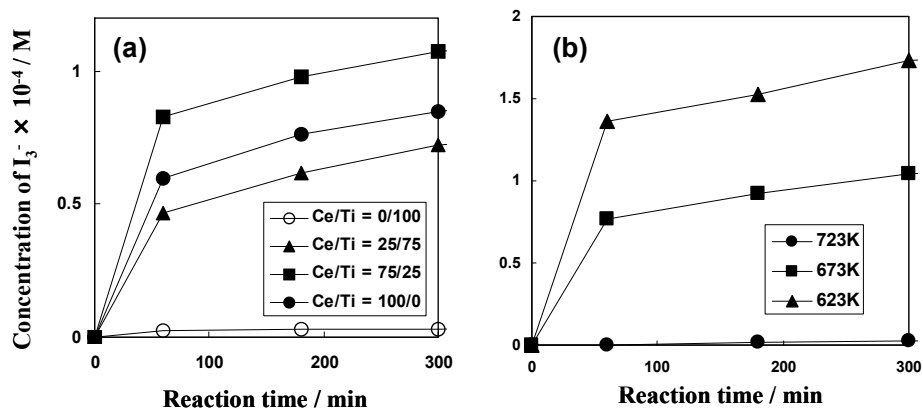 (a)
Concentration of I₃⁻ × 10⁻⁴ / M
1
0.5
0
Ce/Ti = 0/100
Ce/Ti = 25/75
Ce/Ti = 75/25
Ce/Ti = 100/0
0 100 200 300
Reaction time / min
(b)
2
1.5
1
0.5
0
723K
673K
623K
0 100 200 300
Reaction time / min